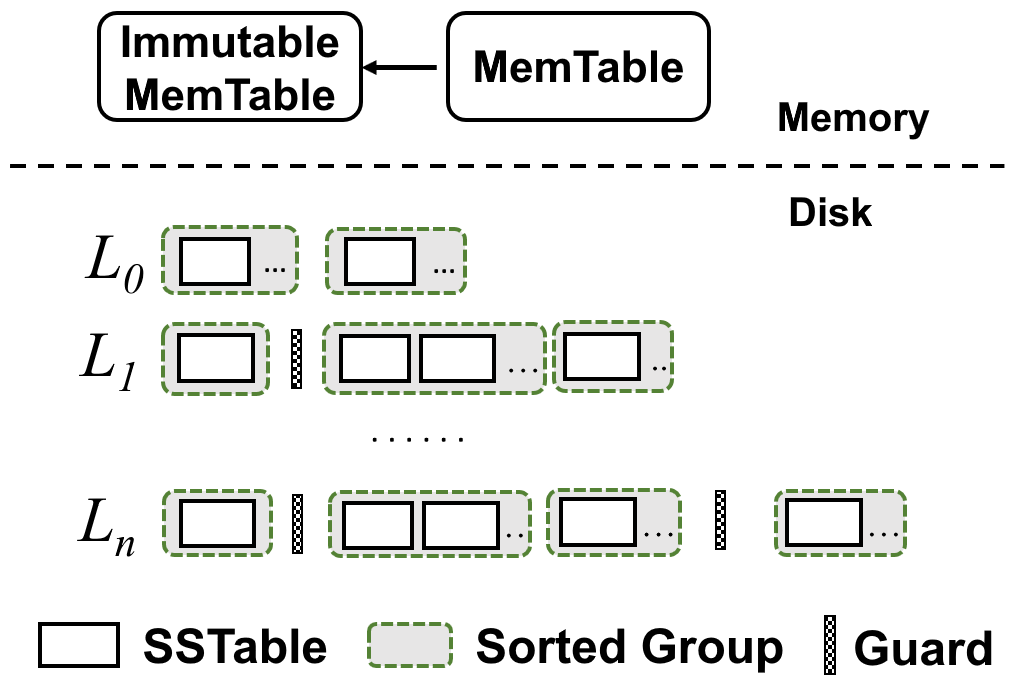 Immutable
MemTable
MemTable
Memory
Disk
L0 ... ...
L1 ... ..
......
Ln .. ... ...
SSTable Sorted Group Guard